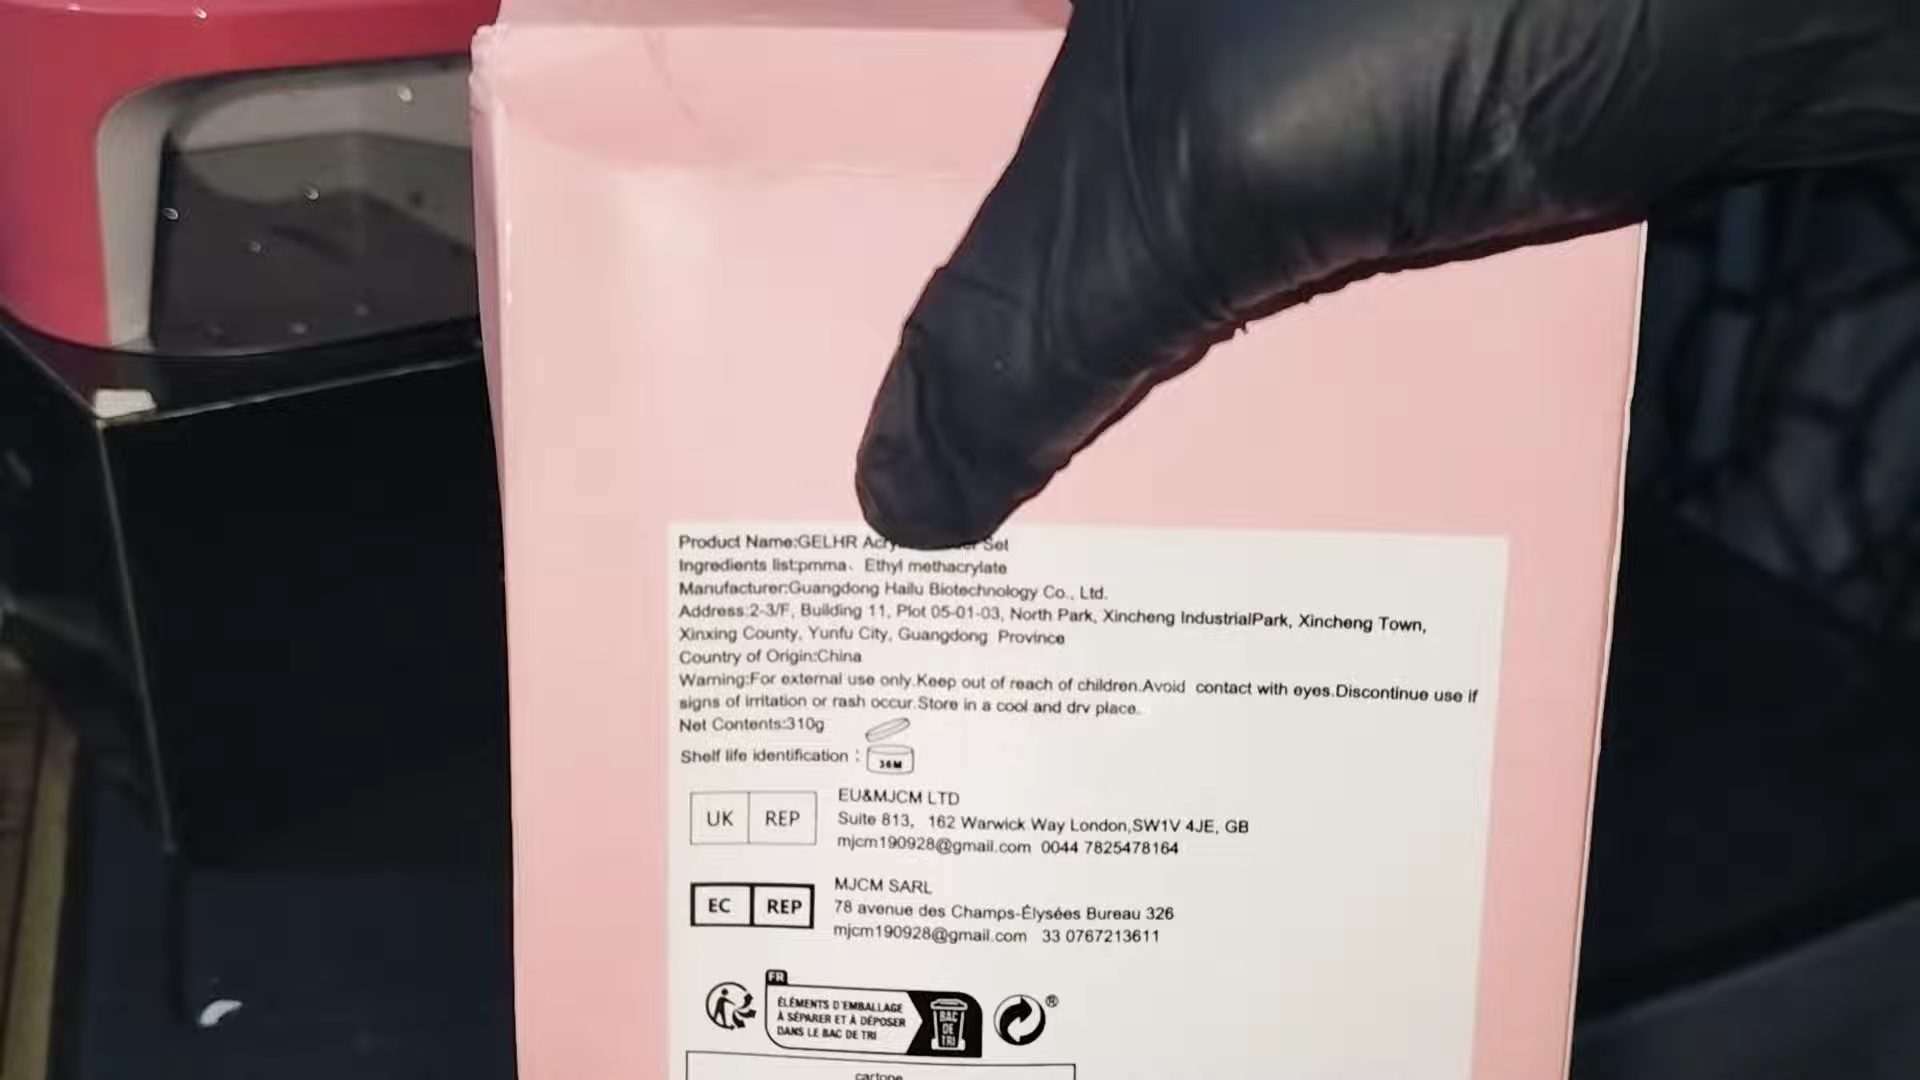 Product Name:GELHR Set
Ingredients list:pmma、Ethyl methacrylate
Manufacturer:Guangdong Hailu Biotechnology Co., Ltd.
Address:2-3/F, Building 11, Plot 05-01-03, North Park, Xincheng IndustrialPark, Xincheng Town,
Xinxing County, Yunfu City, Guangdong Province
Country of Origin:China
Warning:For external use only.Keep out of reach of children.Avoid contact with eyes.Discontinue use if
signs of irritation or rash occur.Store in a cool and dry place.
Net Contents:310g
Shelf life identification：
36M
UK REP
EU&MJCM LTD
Suite 813, 162 Warwick Way London,SW1V 4JE, GB
mjcm190928@gmail.com 0044 7825478164
EC REP
MJCM SARL
78 avenue des Champs-Élysées Bureau 326
mjcm190928@gmail.com 33 0767213611
FR
ÉLÉMENTS D'EMBALLAGE
À SÉPARER ET À DÉPOSER
DANS LE BAC DE TRI
BAC
DE
TRI
®
cartone